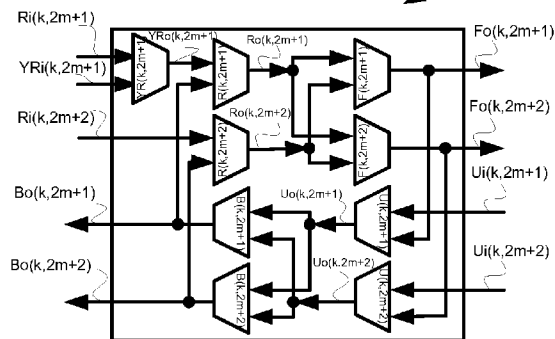 Ri(k,2m+1)
YRi(k,2m+1)
Ri(k,2m+2)
Bo(k,2m+1)
Bo(k,2m+2)
YR(k,2m+1)
YRo(k,2m+1)
R(k,2m+1)
Ro(k,2m+1)
R(k,2m+2)
Ro(k,2m+2)
F(k,2m+1)
F(k,2m+2)
B(k,2m+1)
B(k,2m+2)
Uo(k,2m+1)
Uo(k,2m+2)
U(k,2m+1)
U(k,2m+2)
Fo(k,2m+1)
Fo(k,2m+2)
Ui(k,2m+1)
Ui(k,2m+2)